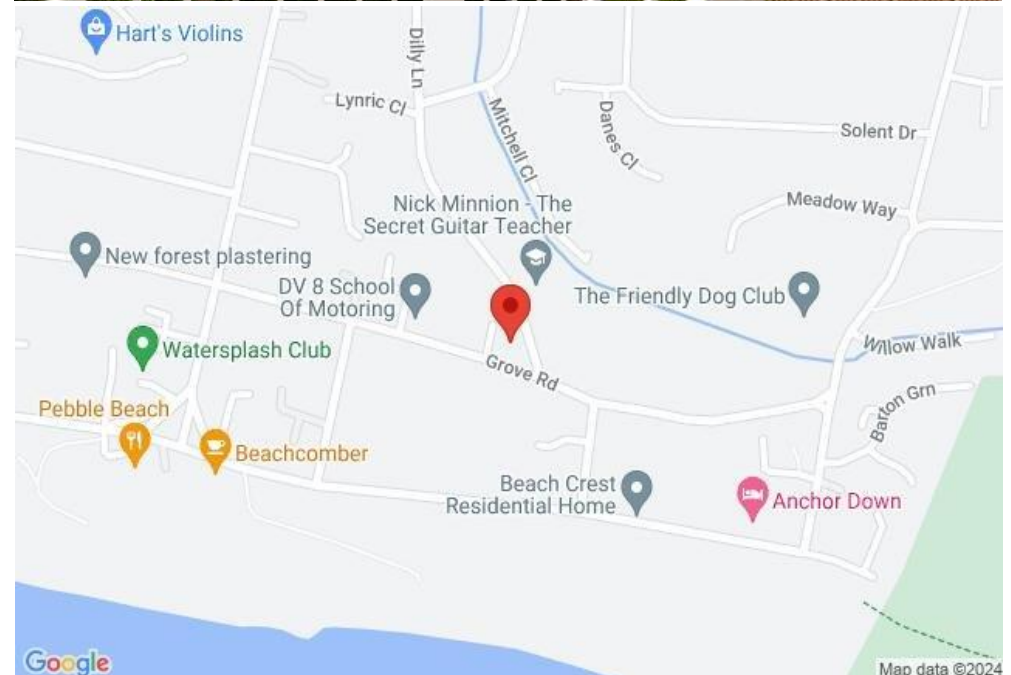 Hart's Violins
Dilly Ln
Lynric Cl
Mitchell Cl
Danes Cl
Solent Dr
Meadow Way
Nick Minnion - The
Secret Guitar Teacher
New forest plastering
DV 8 School
Of Motoring
The Friendly Dog Club
Willow Walk
Watersplash Club
Grove Rd
Barton Grn
Pebble Beach
Beachcomber
Beach Crest
Residential Home
Anchor Down
Google
Map data ©2024